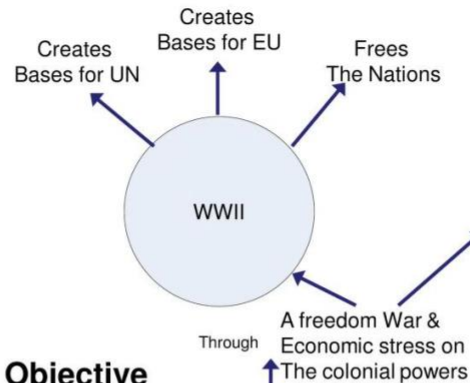 Creates
Bases for EU
Creates
Bases for UN
Frees
The Nations
WWII
Through
A freedom War &
Economic stress on
The colonial powers
Objective